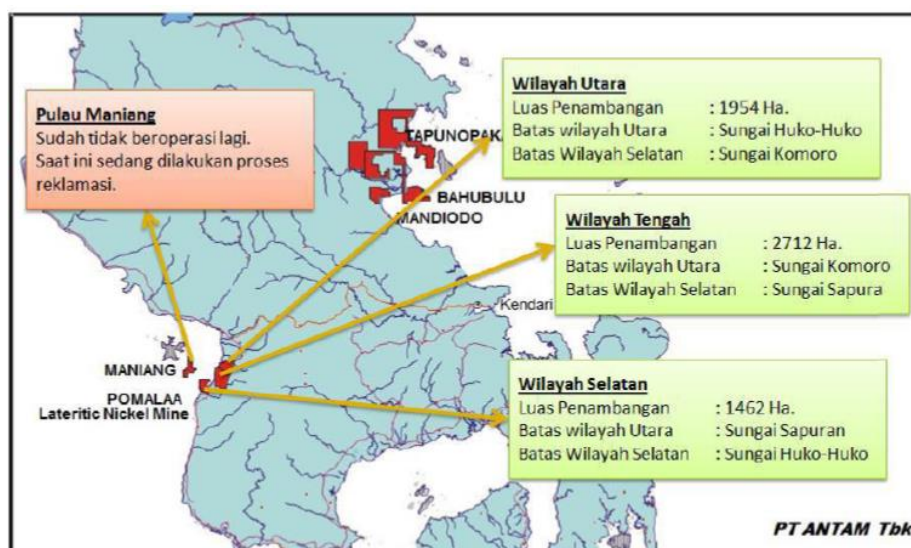 Pulau Maniang
Sudah tidak beroperasi lagi.
Saat ini sedang dilakukan proses
reklamasi.
Wilayah Utara
Luas Penambangan : 1954 Ha.
Batas wilayah Utara : Sungai Huko-Huko
Batas Wilayah Selatan : Sungai Komoro
TAPUNOPAKA
BAHUBULU
MANDIODO
Wilayah Tengah
Luas Penambangan : 2712 Ha.
Batas wilayah Utara : Sungai Komoro
Batas Wilayah Selatan : Sungai Sapura
Kendari
MANIANG
POMALAA
Lateritic Nickel Mine
Wilayah Selatan
Luas Penambangan : 1462 Ha.
Batas wilayah Utara : Sungai Sapuran
Batas Wilayah Selatan : Sungai Huko-Huko
PT ANTAM Tbk